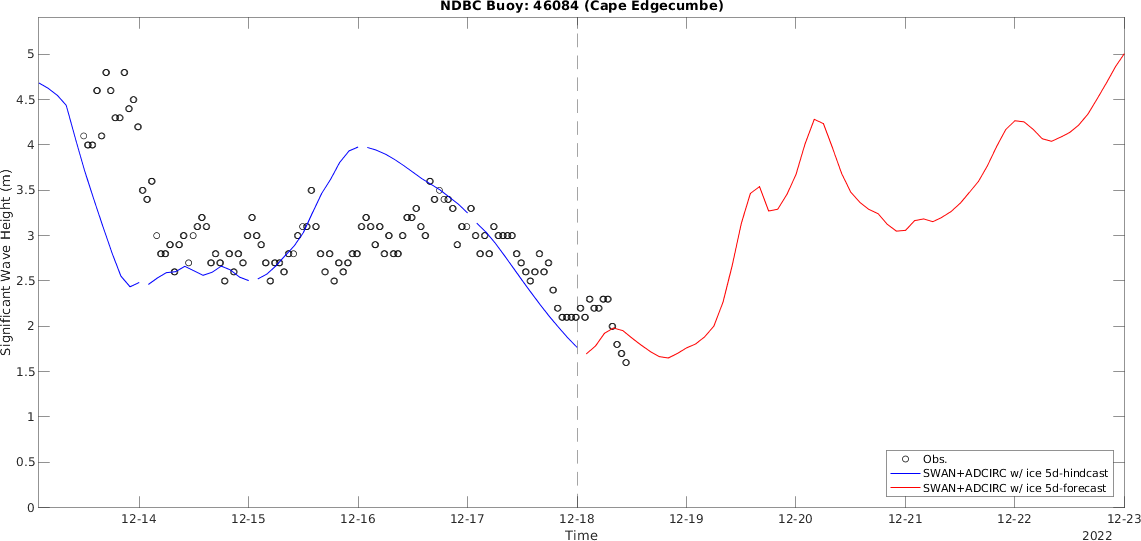 NDBC Buoy: 46084 (Cape Edgecumbe)
Significant Wave Height (m)
5
4.5
4
3.5
3
2.5
2
1.5
1
0.5
0
Obs.
SWAN+ADCIRC w/ ice 5d-hindcast
SWAN+ADCIRC w/ ice 5d-forecast
12-14 12-15 12-16 12-17 12-18 12-19 12-20 12-21 12-22 12-23
Time
2022